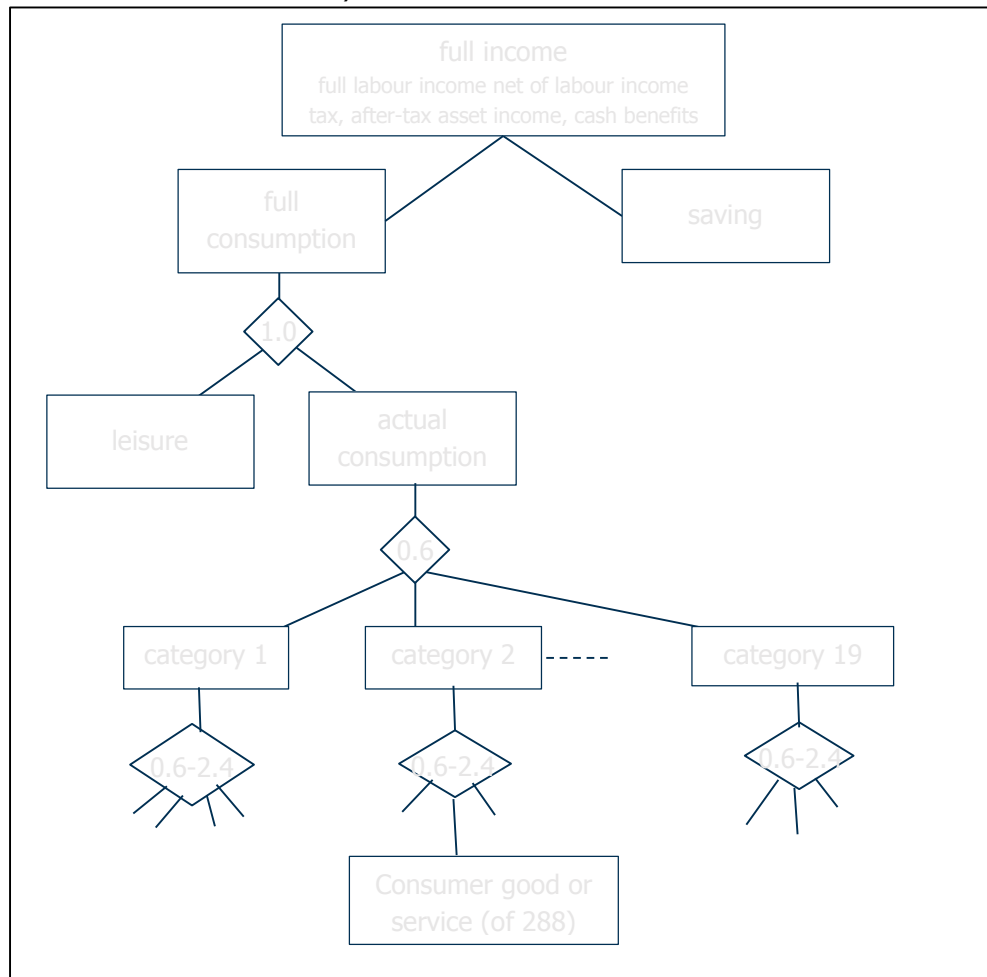 full income
full labour income net of labour income
tax, after-tax asset income, cash benefits
full
consumption
saving
1.0
leisure
actual
consumption
0.6
category 1
category 2
category 19
0.6-2.4
0.6-2.4
0.6-2.4
Consumer good or
service (of 288)